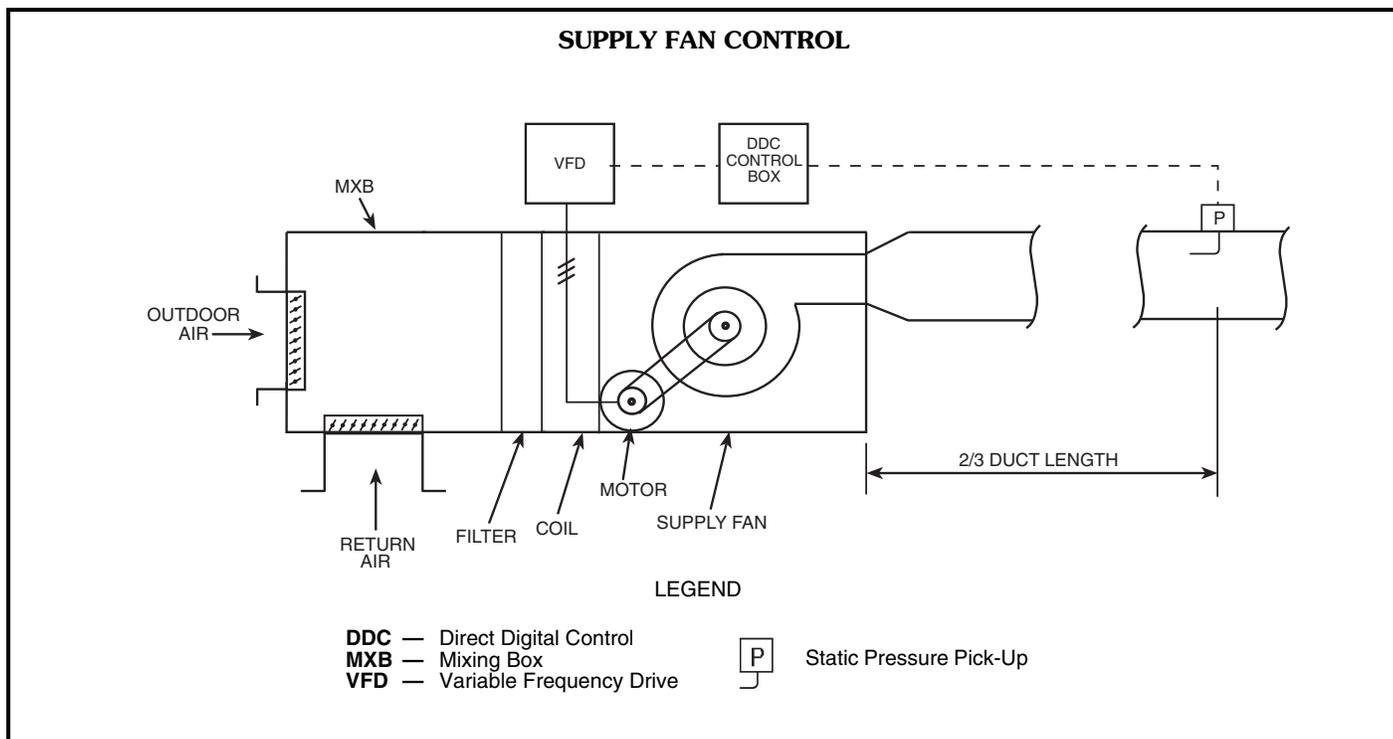 SUPPLY FAN CONTROL
VFD
DDC
CONTROL
BOX
MXB
P
OUTDOOR
AIR
2/3 DUCT LENGTH
MOTOR
SUPPLY FAN
COIL
FILTER
RETURN
AIR
LEGEND
DDC — Direct Digital Control
MXB — Mixing Box
VFD — Variable Frequency Drive
P Static Pressure Pick-Up